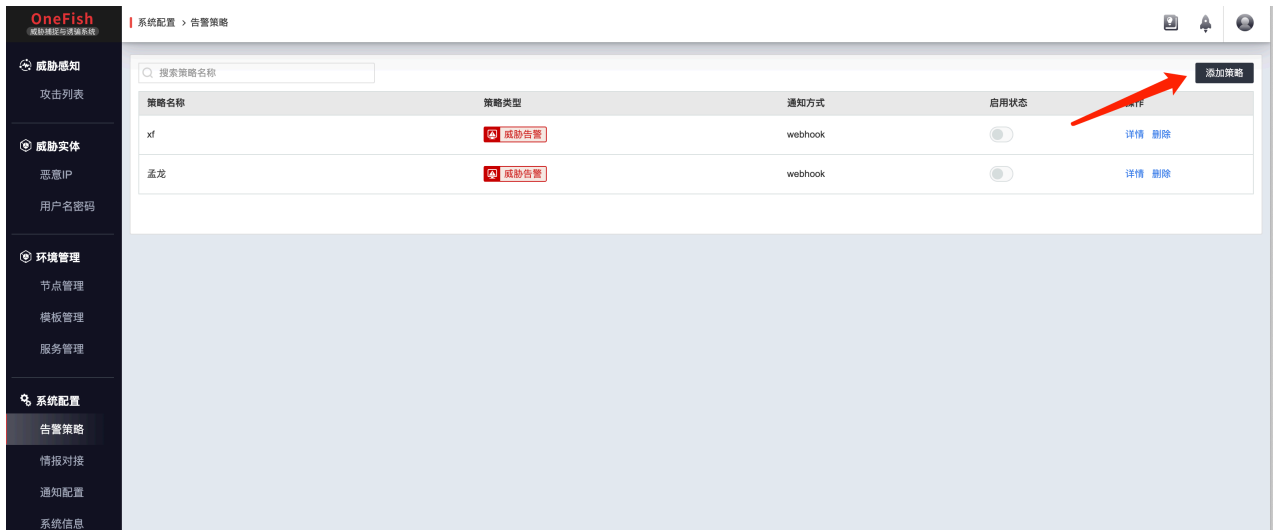 OneFish
威胁捕捉与诱骗系统
系统配置 > 告警策略
威胁感知
攻击列表
威胁实体
恶意IP
用户名密码
环境管理
节点管理
模板管理
服务管理
系统配置
告警策略
情报对接
通知配置
系统信息
搜索策略名称
添加策略
策略名称 策略类型 通知方式 启用状态 操作
xf 威胁告警 webhook 详情 删除
孟龙 威胁告警 webhook 详情 删除